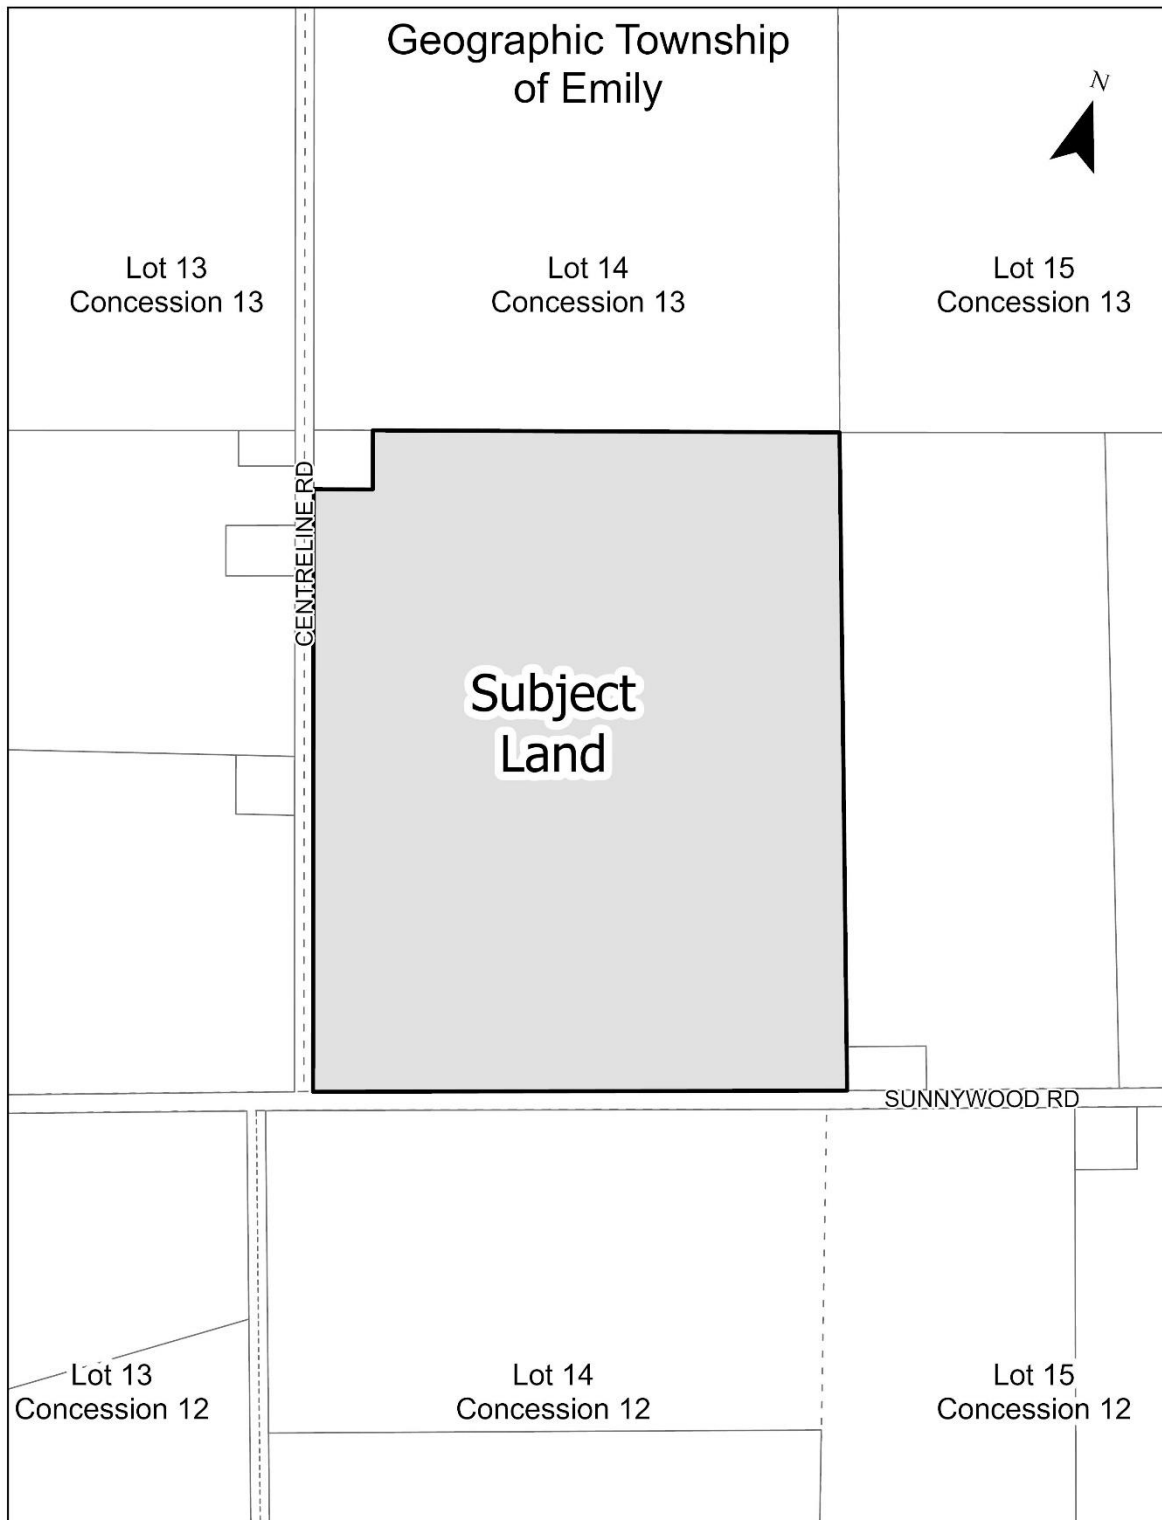 Geographic Township
of Emily
N
Lot 13
Concession 13
Lot 14
Concession 13
Lot 15
Concession 13
CENTRELINE RD
Subject
Land
SUNNYWOOD RD
Lot 13
Concession 12
Lot 14
Concession 12
Lot 15
Concession 12